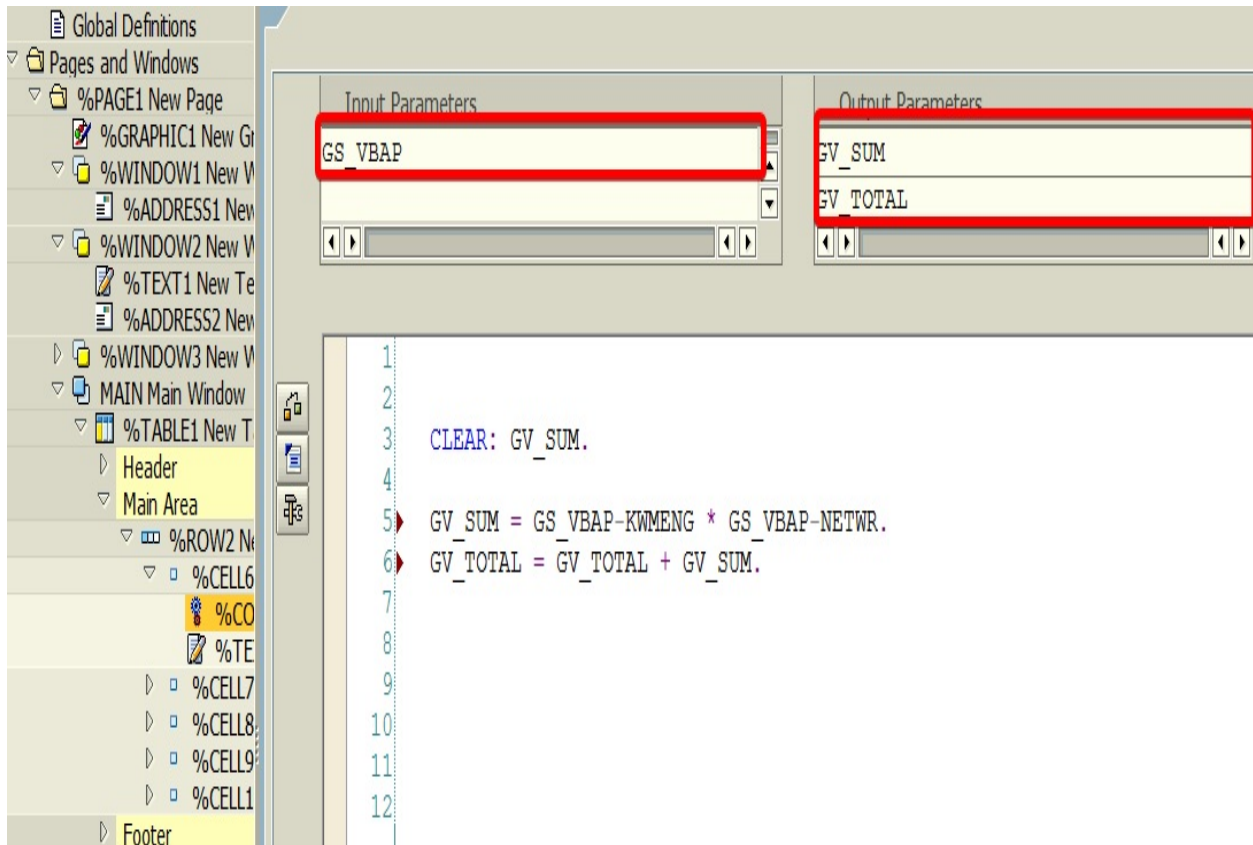 Global Definitions
Pages and Windows
%PAGE1 New Page
%GRAPHIC1 New Gr
%WINDOW1 New W
%ADDRESS1 New
%WINDOW2 New W
%TEXT1 New Te
%ADDRESS2 New
%WINDOW3 New W
MAIN Main Window
%TABLE1 New T
Header
Main Area
%ROW2 Ne
%CELL6
%CO
%TE
%CELL7
%CELL8
%CELL9
%CELL1
Footer
Input Parameters
GS_VBAP
Output Parameters
GV_SUM
GV_TOTAL
1
2
3 CLEAR: GV_SUM.
4
5 GV_SUM = GS_VBAP-KWMENG * GS_VBAP-NETWR.
6 GV_TOTAL = GV_TOTAL + GV_SUM.
7
8
9
10
11
12